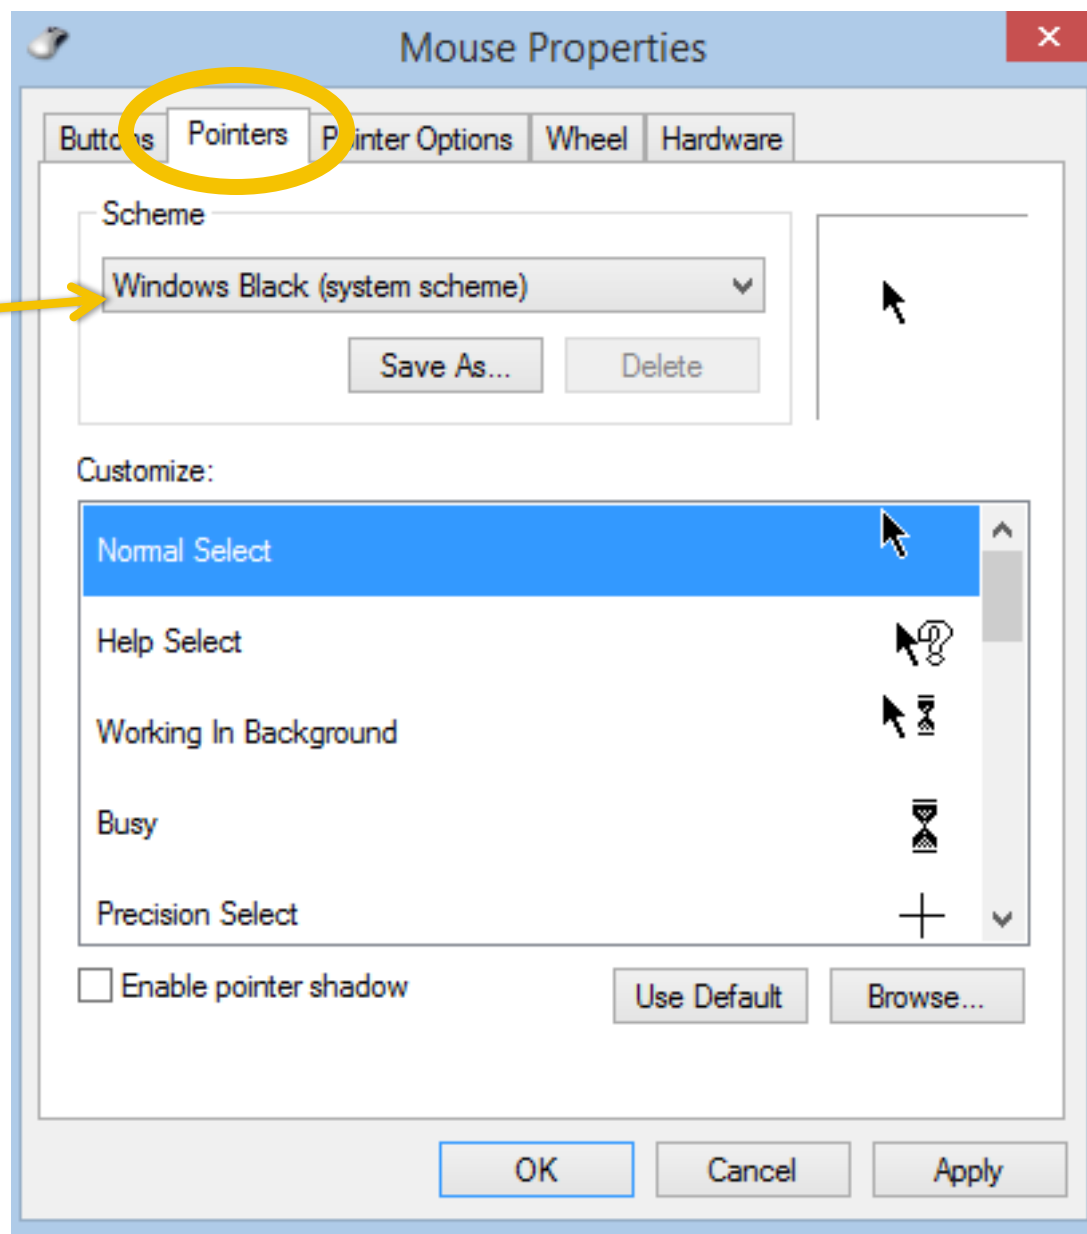 Mouse Properties
Buttons Pointers Pointer Options Wheel Hardware
Scheme
Windows Black (system scheme)
Save As... Delete
Customize:
Normal Select
Help Select
Working In Background
Busy
Precision Select
Enable pointer shadow
Use Default Browse...
OK Cancel Apply